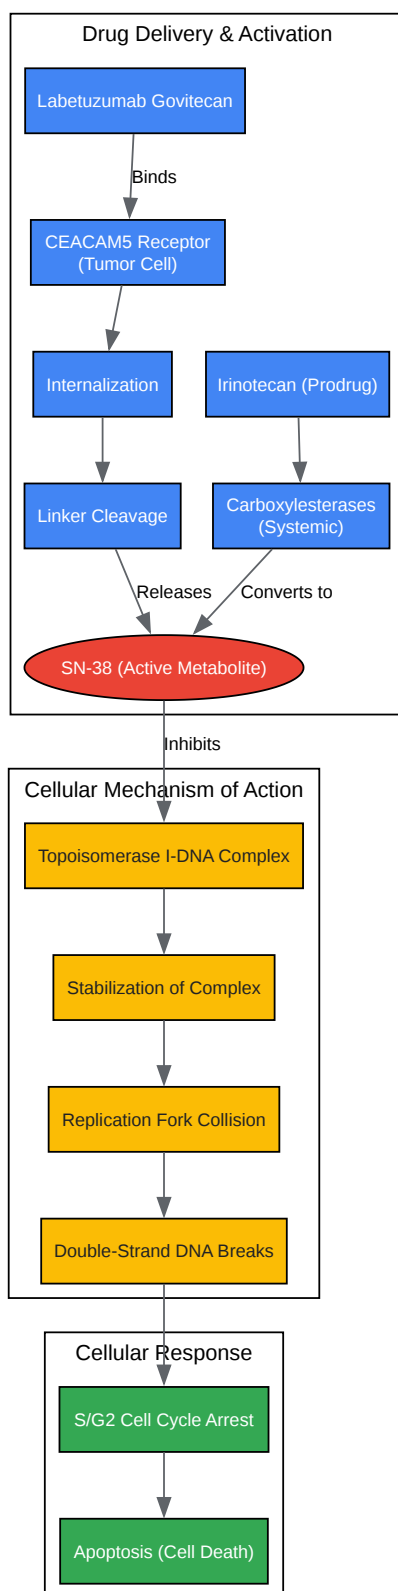 Drug Delivery & Activation
Labetuzumab Govitecan
Binds
CEACAM5 Receptor
(Tumor Cell)
Internalization
Irinotecan (Prodrug)
Linker Cleavage
Carboxylesterases
(Systemic)
Releases
Converts to
SN-38 (Active Metabolite)
Inhibits
Cellular Mechanism of Action
Topoisomerase I-DNA Complex
Stabilization of Complex
Replication Fork Collision
Double-Strand DNA Breaks
Cellular Response
S/G2 Cell Cycle Arrest
Apoptosis (Cell Death)